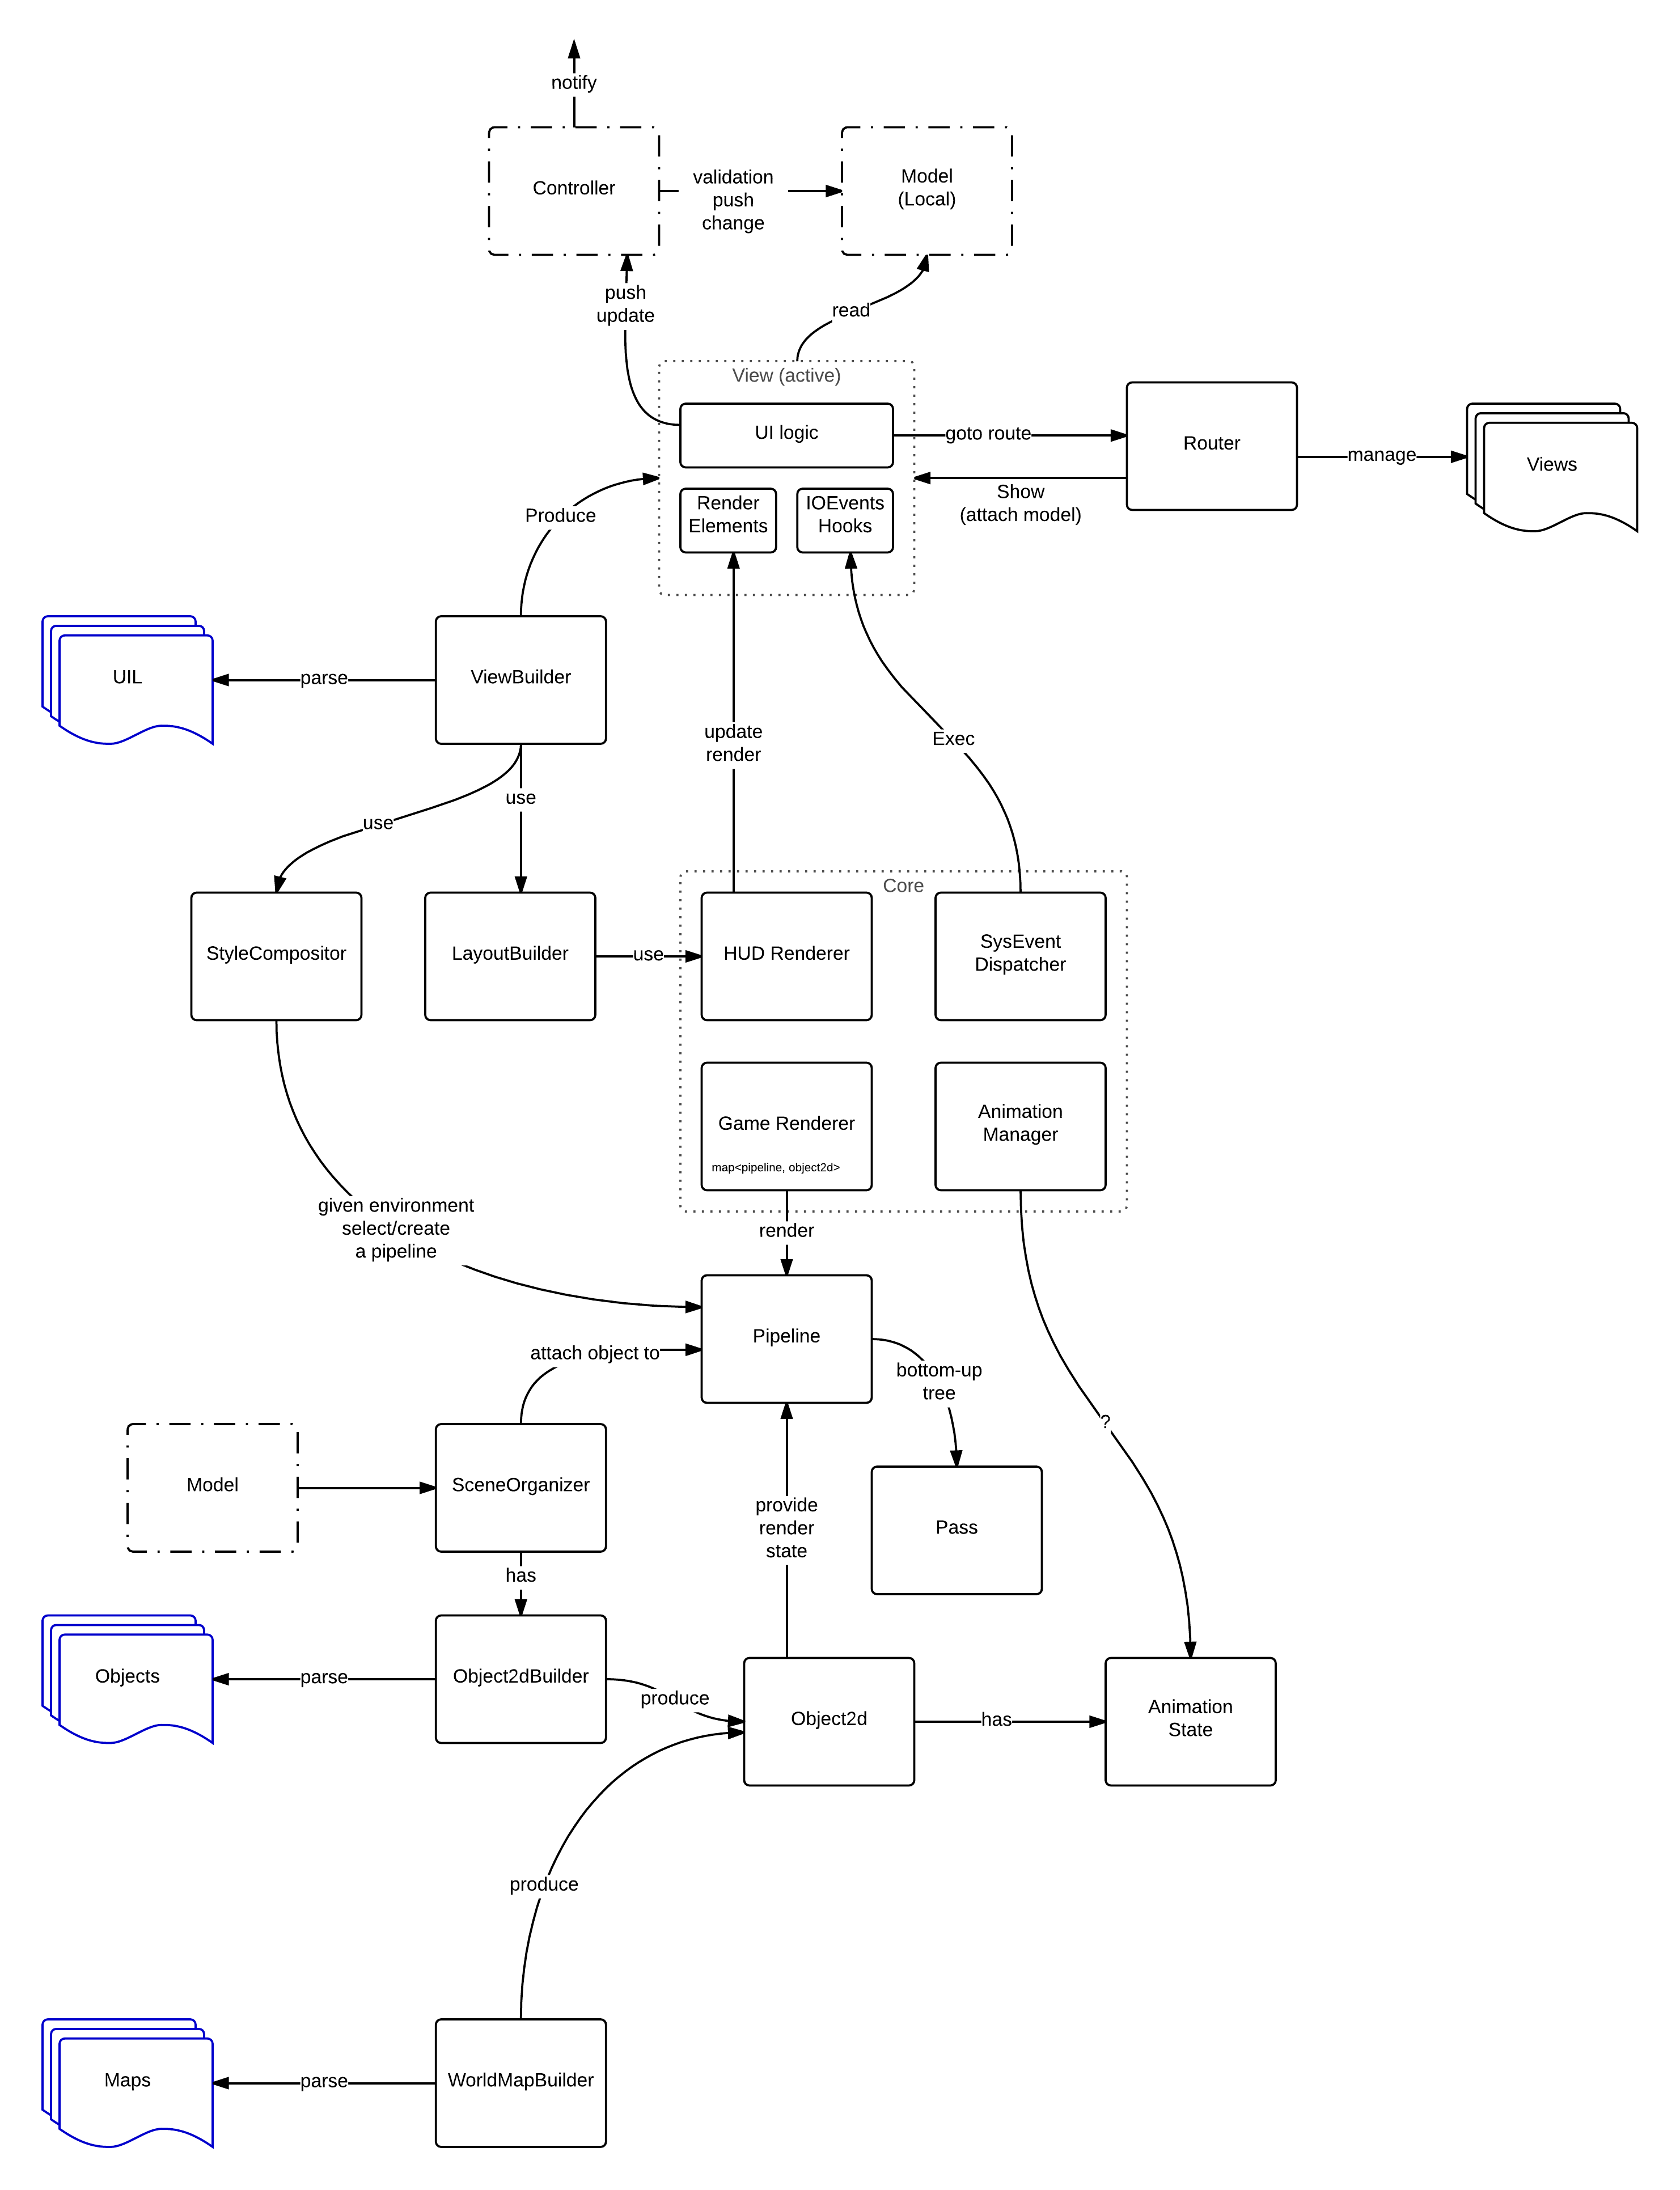 notify
Controller
validation
push
change
Model
(Local)
push
update
read
View (active)
UI logic
goto route
Router
manage
Views
Render
Elements
IOEvents
Hooks
Show
(attach model)
Produce
UIL
parse
ViewBuilder
update
render
Exec
use
use
Core
StyleCompositor
LayoutBuilder
use
HUD Renderer
SysEvent
Dispatcher
Game Renderer
map<pipeline, object2d>
Animation
Manager
given environment
select/create
a pipeline
render
Pipeline
attach object to
bottom-up
tree
?
Model
SceneOrganizer
provide
render
state
Pass
has
Objects
parse
Object2dBuilder
produce
Object2d
has
Animation
State
produce
Maps
parse
WorldMapBuilder